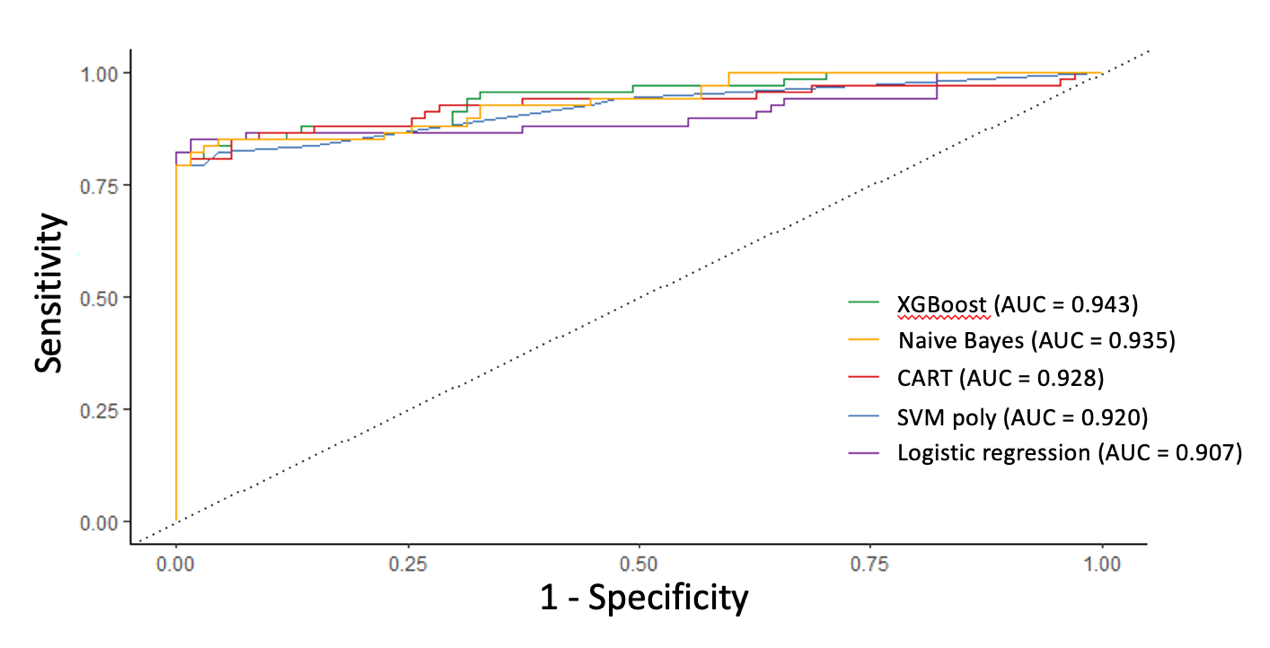 1.00
0.75
0.50
0.25
0.00
Sensitivity
XGBoost (AUC = 0.943)
Naive Bayes (AUC = 0.935)
CART (AUC = 0.928)
SVM poly (AUC = 0.920)
Logistic regression (AUC = 0.907)
0.00 0.25 0.50 0.75 1.00
1 - Specificity